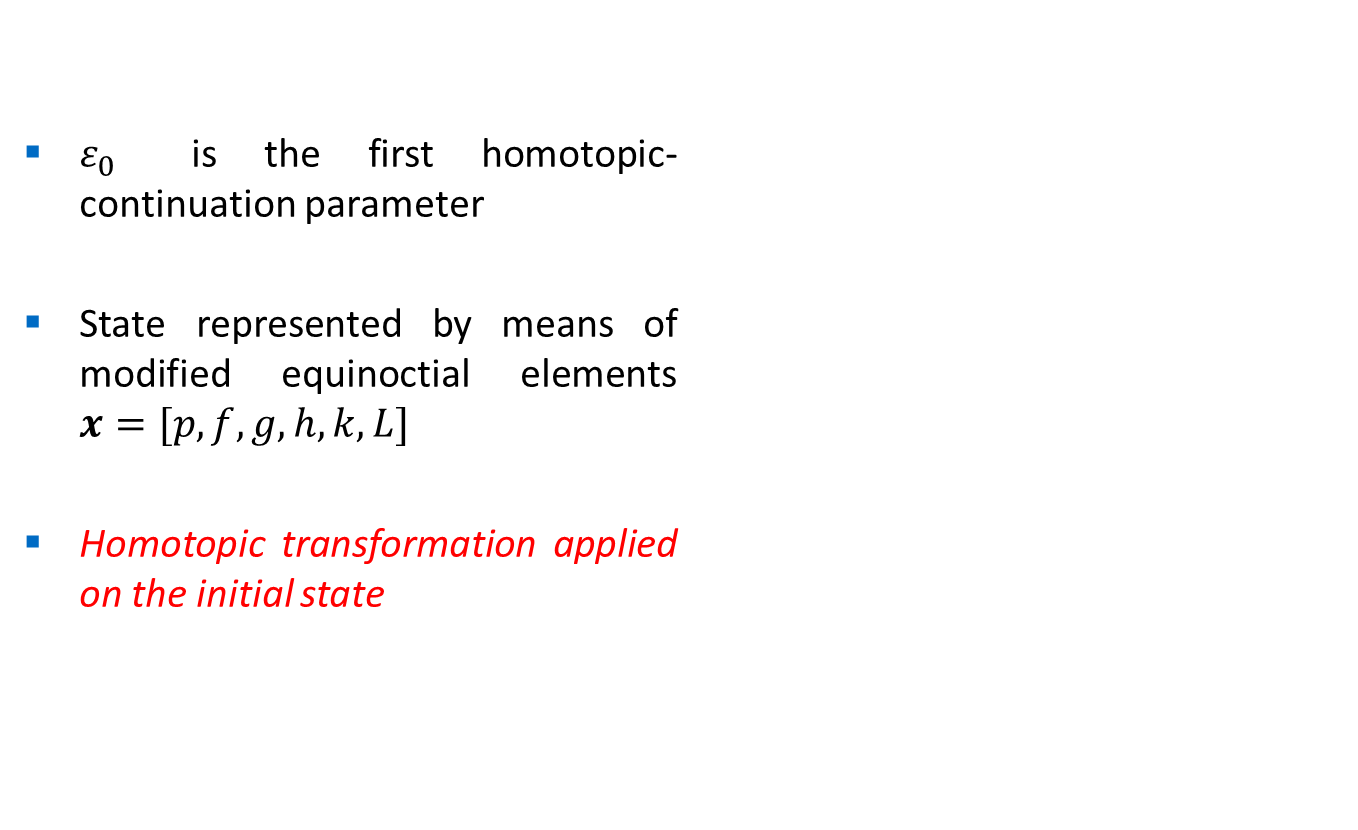 ▪ 𝜀₀ is the first homotopic-
continuation parameter
▪ State represented by means of
modified equinoctial elements
𝒙 = [𝑝, 𝑓, 𝑔, ℎ, 𝑘, 𝐿]
▪ Homotopic transformation applied
on the initial state